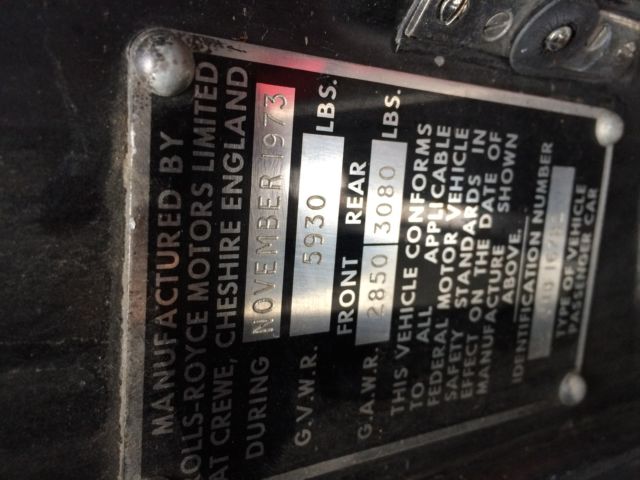 MANUFACTURED BY
ROLLS-ROYCE MOTORS LIMITED
AT CREWE, CHESHIRE ENGLAND
DURING NOVEMBER 1973
G.V.W.R. 5930 LBS.
FRONT REAR
G.A.W.R. 2850 3080 LBS.
THIS VEHICLE CONFORMS
TO ALL APPLICABLE
FEDERAL MOTOR VEHICLE
SAFETY STANDARDS IN
EFFECT ON THE DATE OF
MANUFACTURE SHOWN
ABOVE.
IDENTIFICATION NUMBER
TYPE OF VEHICLE
PASSENGER CAR